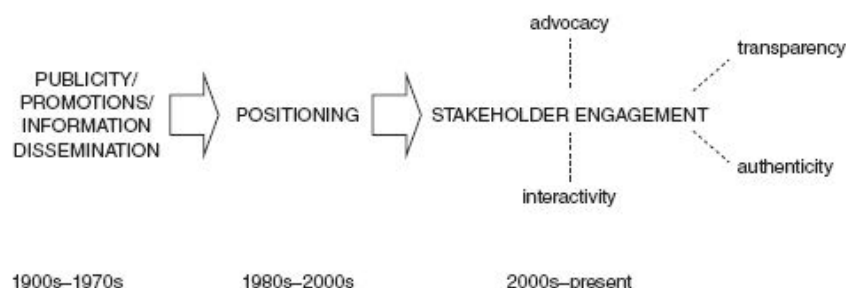 advocacy
transparency
PUBLICITY/
PROMOTIONS/
INFORMATION
DISSEMINATION
POSITIONING
STAKEHOLDER ENGAGEMENT
authenticity
interactivity
1900s–1970s
1980s–2000s
2000s–present